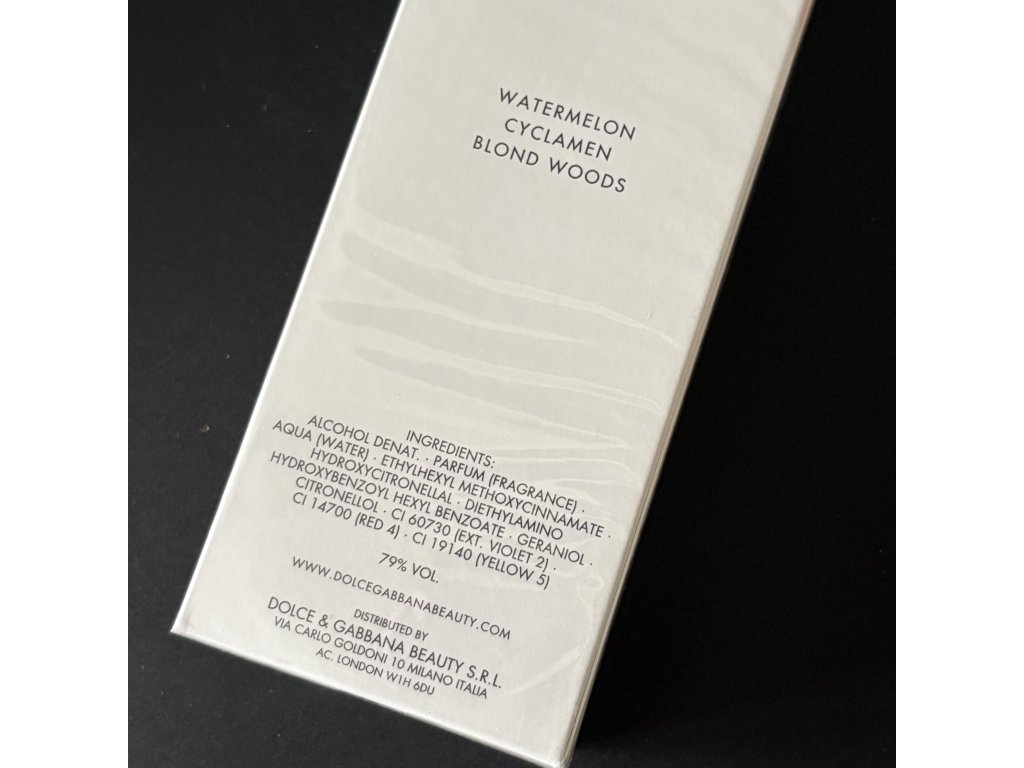 WATERMELON
CYCLAMEN
BLOND WOODS
INGREDIENTS:
ALCOHOL DENAT. · PARFUM (FRAGRANCE) ·
AQUA (WATER) · ETHYLHEXYL METHOXYCINNAMATE ·
HYDROXYCITRONELLAL · DIETHYLAMINO
HYDROXYBENZOYL HEXYL BENZOATE · GERANIOL ·
CITRONELLOL · CI 60730 (EXT. VIOLET 2) ·
CI 14700 (RED 4) · CI 19140 (YELLOW 5)
79% VOL.
WWW.DOLCEGABBANABEAUTY.COM
DISTRIBUTED BY
DOLCE & GABBANA BEAUTY S.R.L.
VIA CARLO GOLDONI 10 MILANO ITALIA
AC. LONDON W1H 6DU